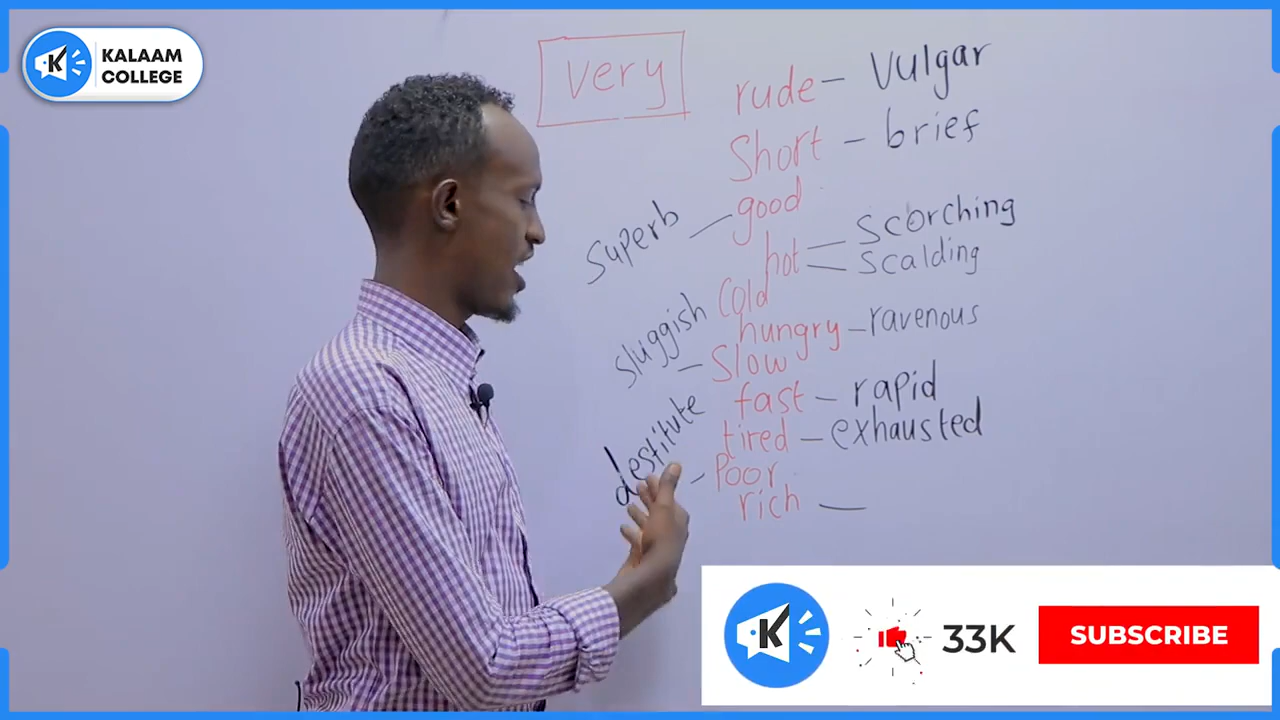 KALAAM
COLLEGE
very
rude – vulgar
Short – brief
superb – good
hot – scorching
scalding
Cold
hungry – ravenous
sluggish – Slow
fast – rapid
tired – exhausted
destitute – Poor
rich –
K
33K
SUBSCRIBE